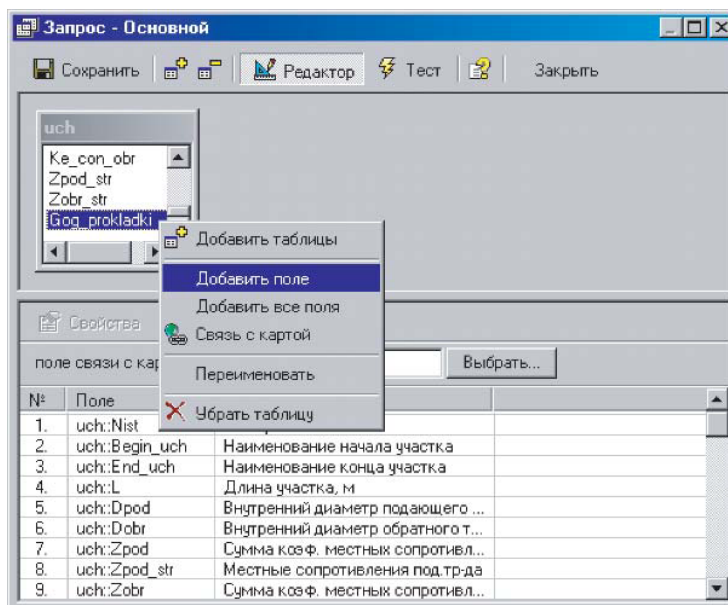 Запрос - Основной
Сохранить Редактор Тест Закрыть
uch
Ke_con_obr
Zpod_str
Zobr_str
Gog_prokladki
Добавить таблицы
Добавить поле
Добавить все поля
Связь с картой
Переименовать
Убрать таблицу
Свойства
поле связи с кар Выбрать...
№ Поле
1. uch::Nist
2. uch::Begin_uch Наименование начала участка
3. uch::End_uch Наименование конца участка
4. uch::L Длина участка, м
5. uch::Dpod Внутренний диаметр подающего ...
6. uch::Dobr Внутренний диаметр обратного т...
7. uch::Zpod Сумма коэф. местных сопротивл...
8. uch::Zpod_str Местные сопротивления под.тр-да
9. uch::Zobr Сумма коэф. местных сопротивл...